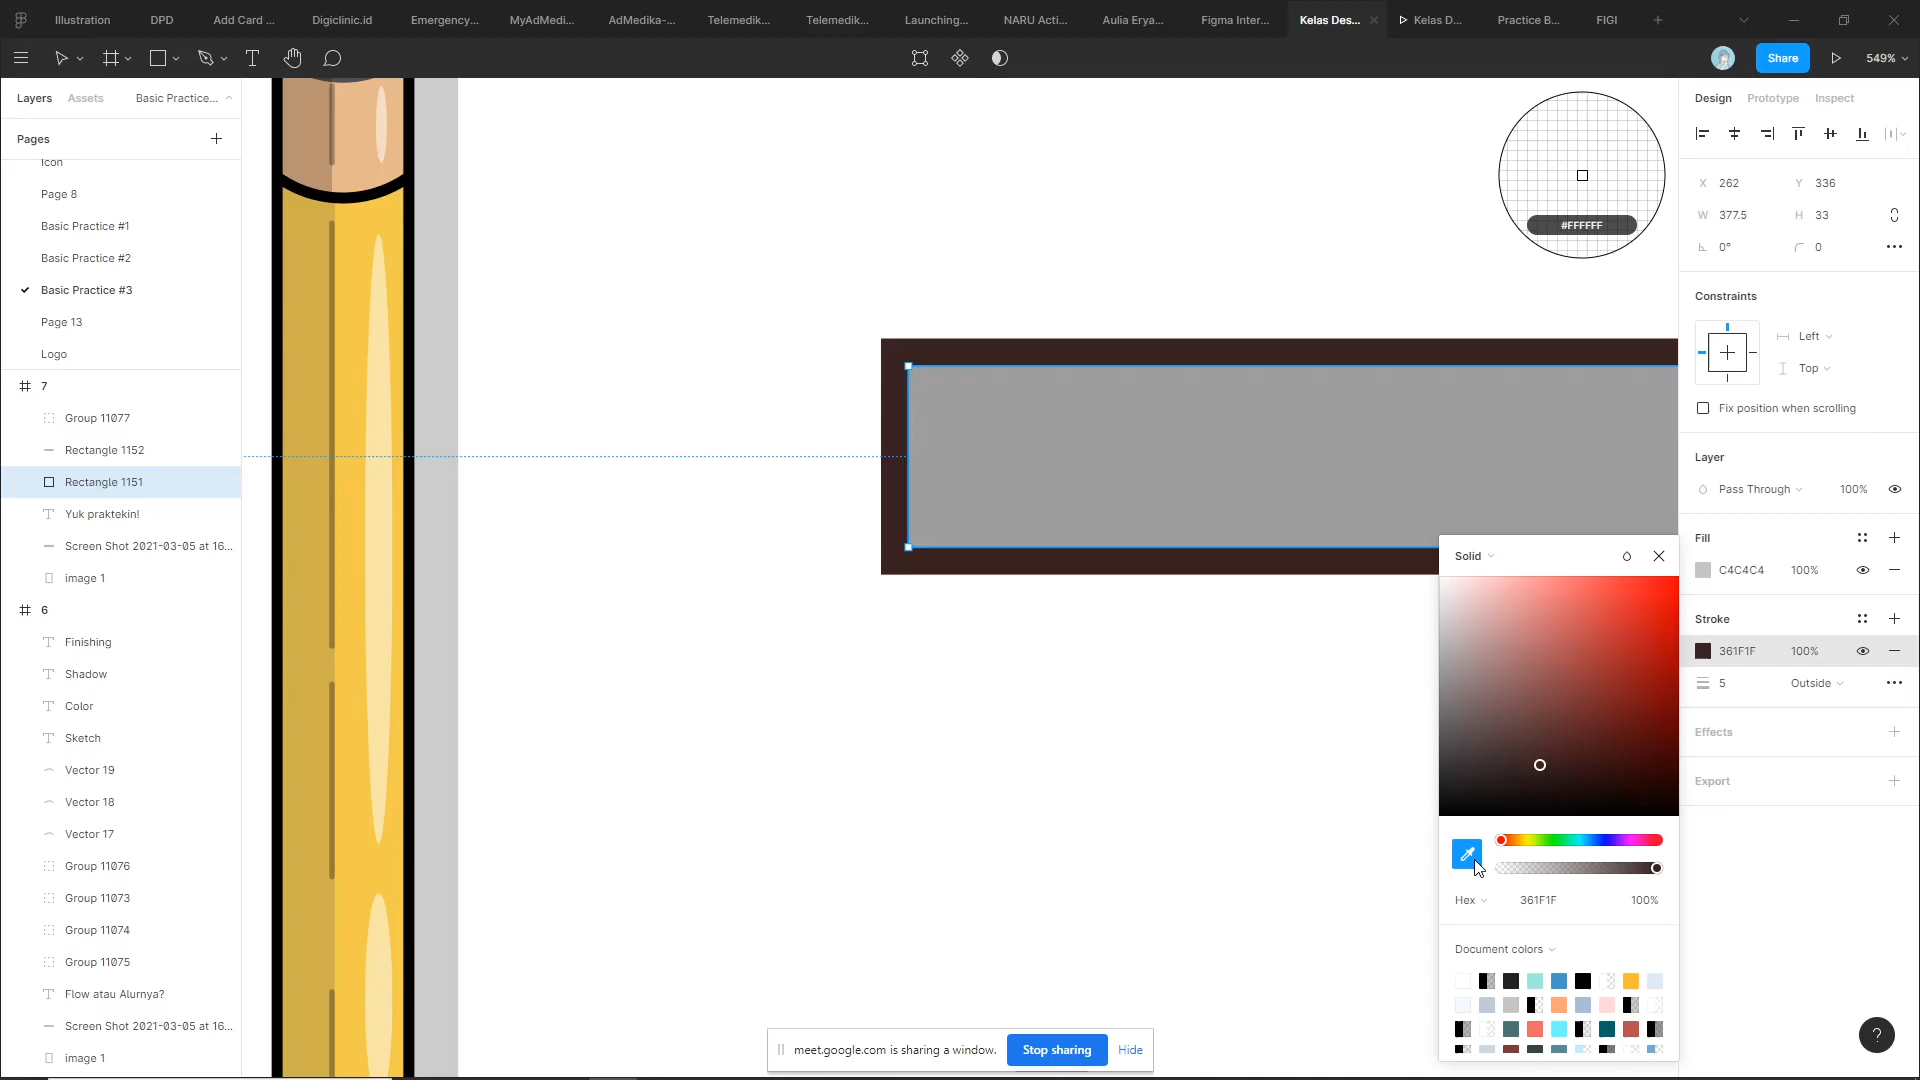 Illustration DPD Add Card ... Digiclinic.id Emergency... MyAdMedi... AdMedika-... Telemedik... Telemedik... Launching... NARU Acti... Aulia Erya... Figma Inter... Kelas Des... Kelas D... Practice B... FIGI
Share 549%
Layers Assets Basic Practice...
Pages
Icon
Page 8
Basic Practice #1
Basic Practice #2
Basic Practice #3
Page 13
Logo
7
Group 11077
Rectangle 1152
Rectangle 1151
Yuk praktekin!
Screen Shot 2021-03-05 at 16...
image 1
6
Finishing
Shadow
Color
Sketch
Vector 19
Vector 18
Vector 17
Group 11076
Group 11073
Group 11074
Group 11075
Flow atau Alurnya?
Screen Shot 2021-03-05 at 16...
image 1
#FFFFFF
Solid
Hex 361F1F 100%
Document colors
meet.google.com is sharing a window. Stop sharing Hide
Design Prototype Inspect
X 262 Y 336
W 377.5 H 33
0° 0
Constraints
Left
Top
Fix position when scrolling
Layer
Pass Through 100%
Fill
C4C4C4 100%
Stroke
361F1F 100%
5 Outside
Effects
Export
?